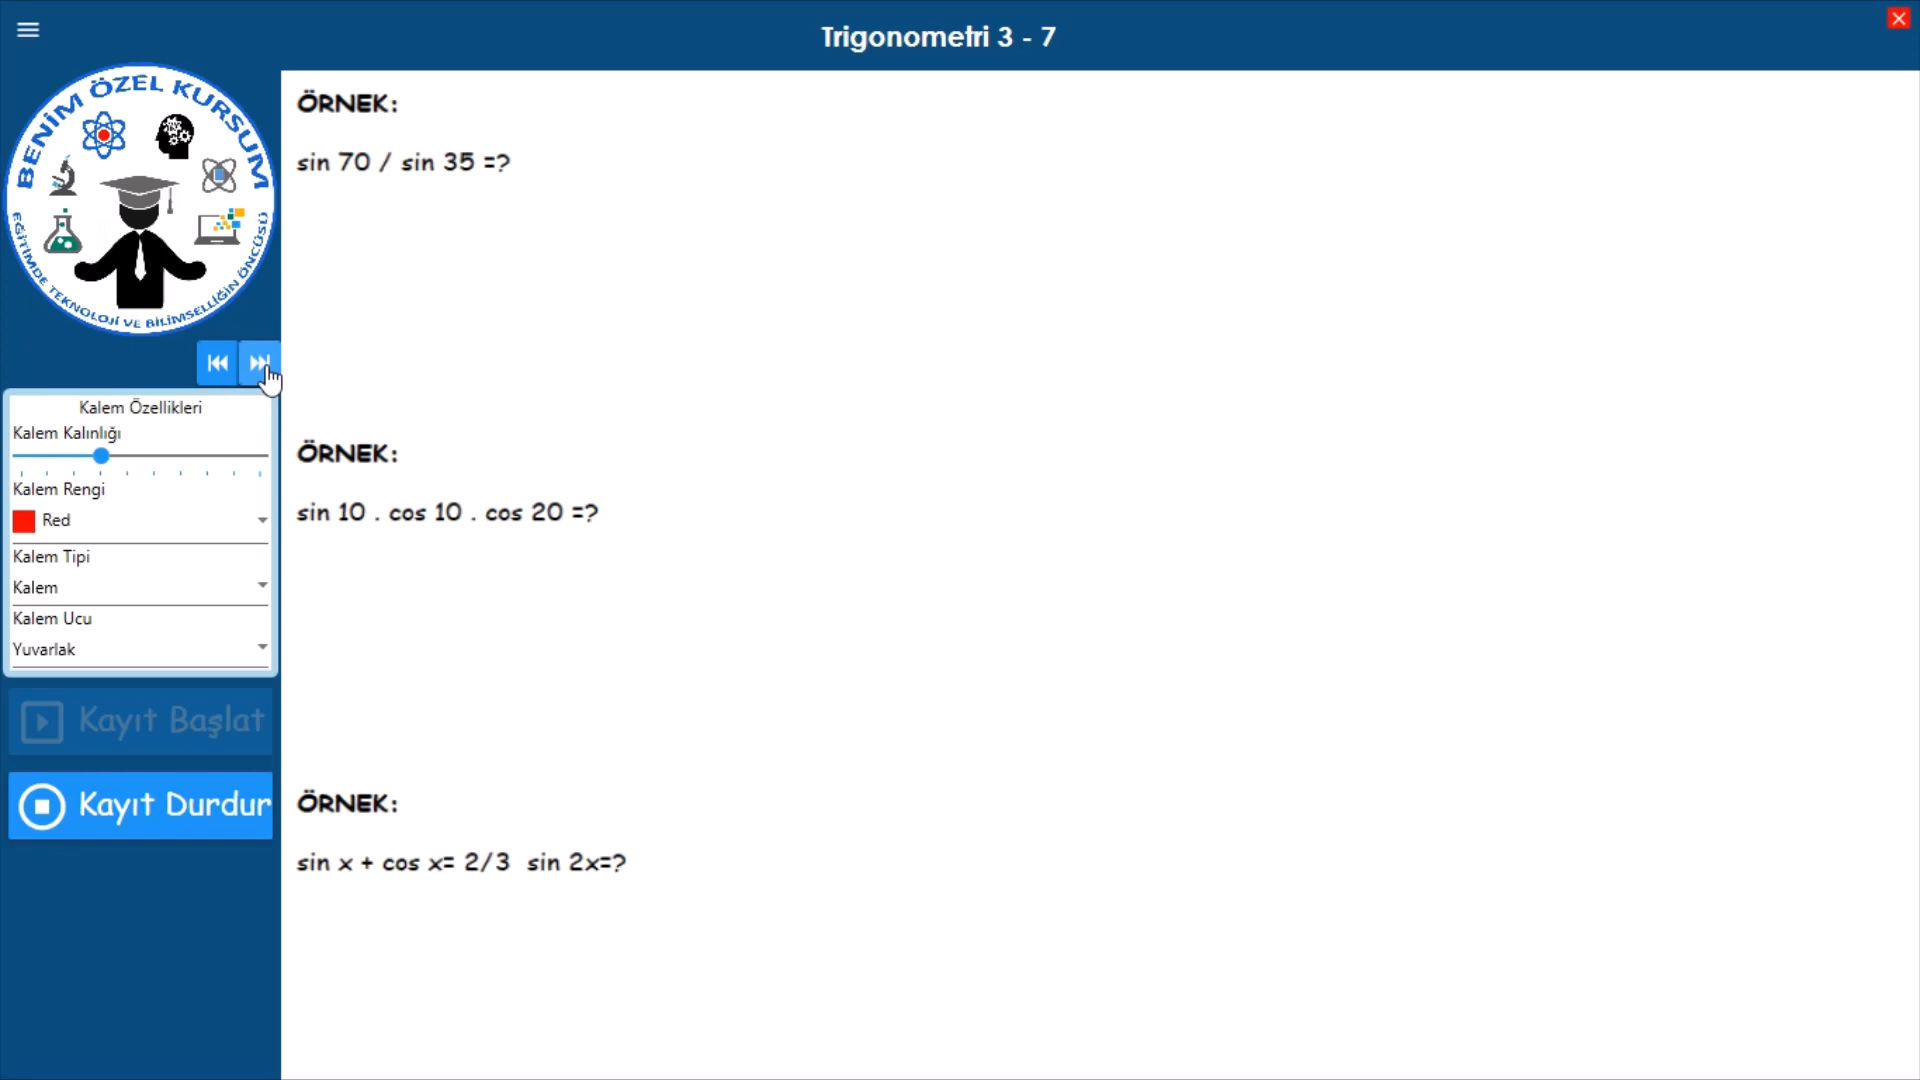 Trigonometri 3 - 7
BENİM ÖZEL KURSUM
EĞİTİMDE TEKNOLOJİ VE BİLİMSELLİĞİN ÖNCÜSÜ
Kalem Özellikleri
Kalem Kalınlığı
Kalem Rengi
Red
Kalem Tipi
Kalem
Kalem Ucu
Yuvarlak
Kayıt Başlat
Kayıt Durdur
ÖRNEK:
sin 70 / sin 35 =?
ÖRNEK:
sin 10 . cos 10 . cos 20 =?
ÖRNEK:
sin x + cos x= 2/3  sin 2x=?